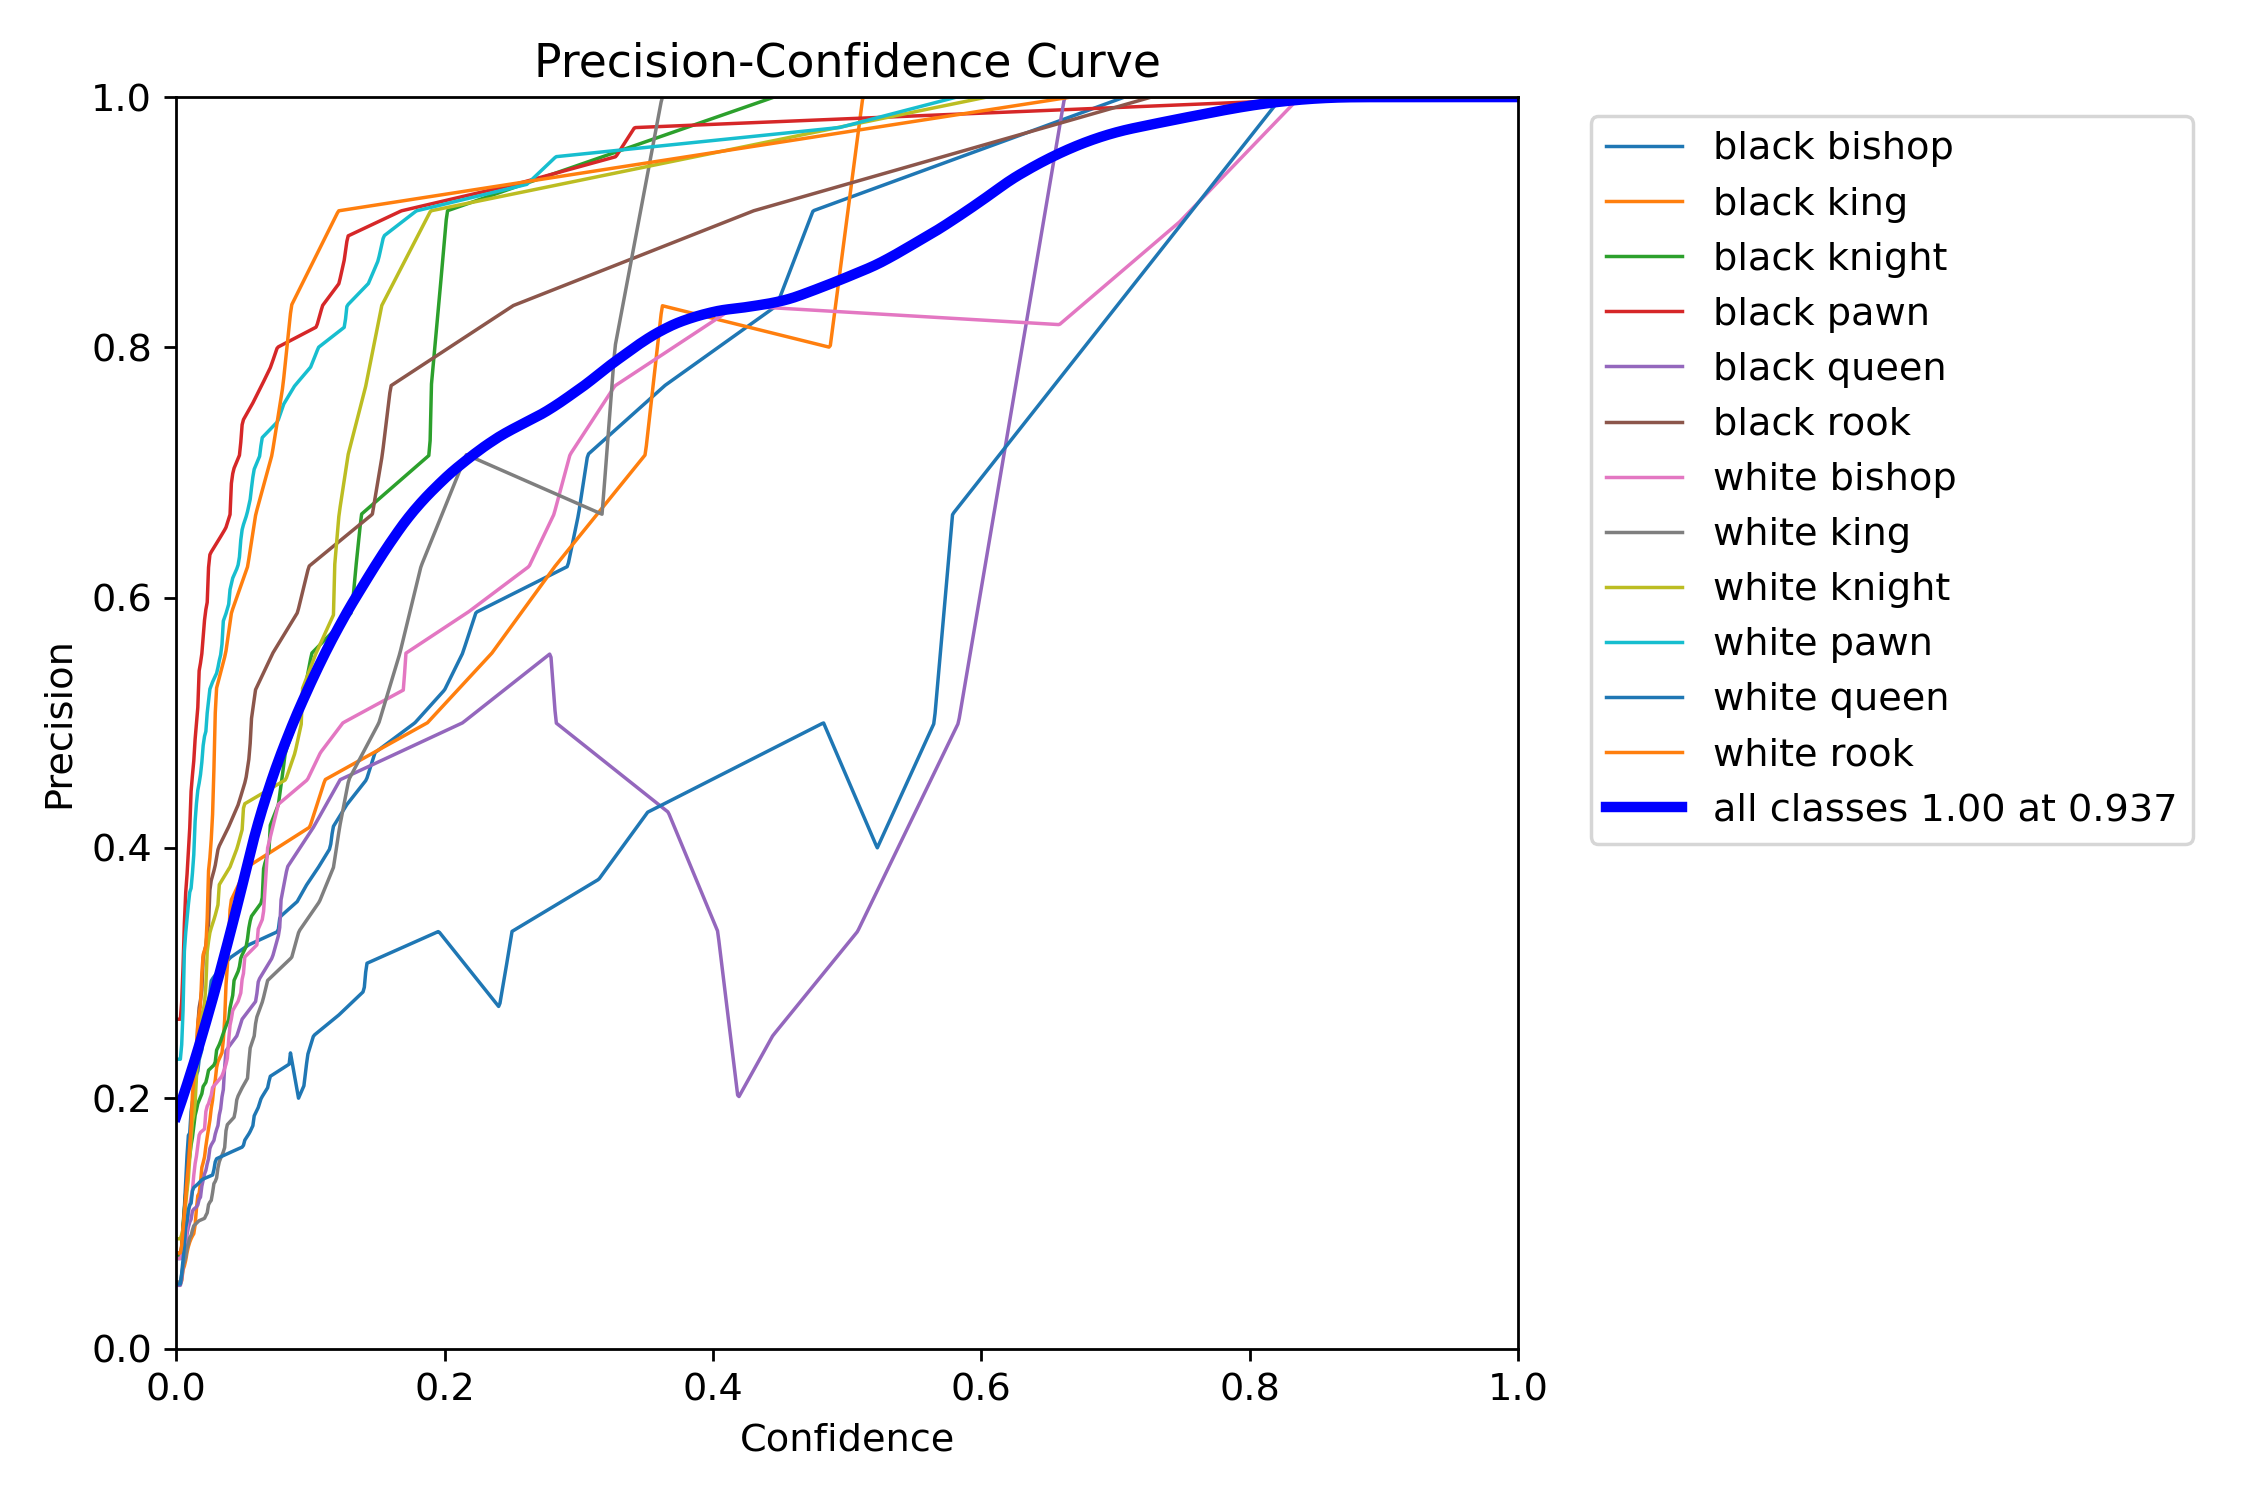 Precision-Confidence Curve
1.0
0.8
0.6
0.4
0.2
0.0
Precision
0.0 0.2 0.4 0.6 0.8 1.0
Confidence
black bishop
black king
black knight
black pawn
black queen
black rook
white bishop
white king
white knight
white pawn
white queen
white rook
all classes 1.00 at 0.937